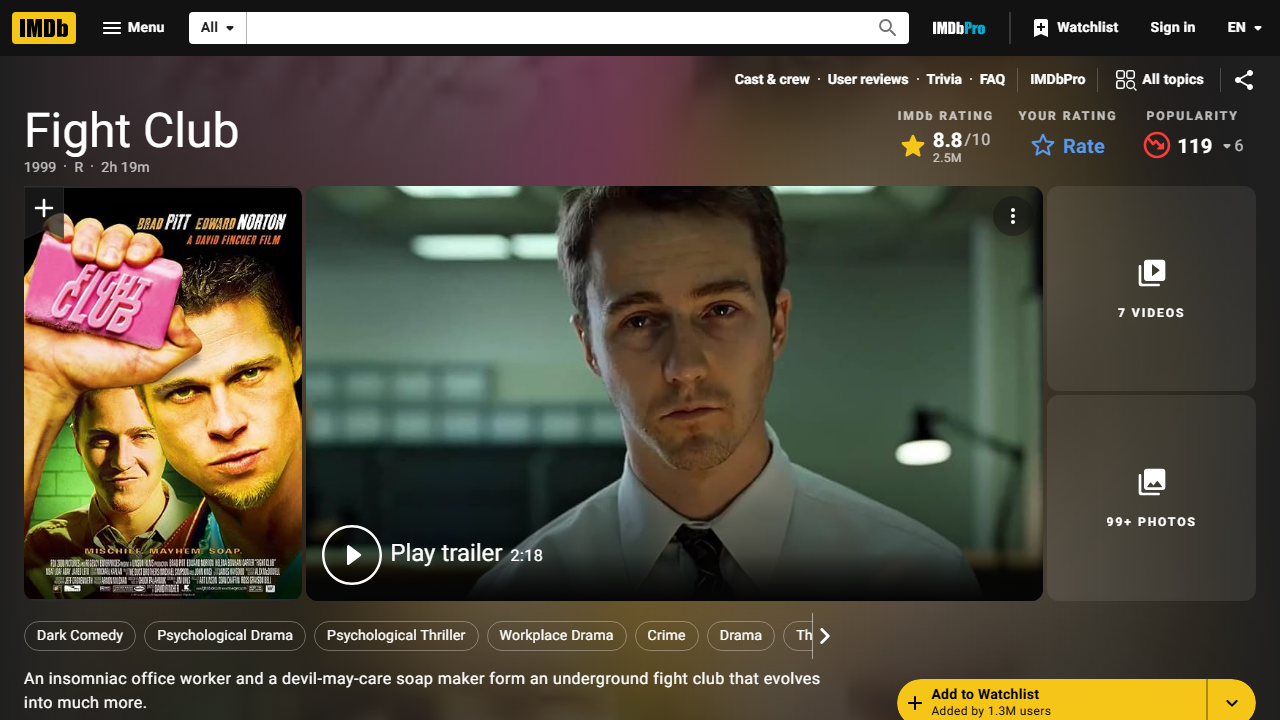 IMDb
Menu
All
IMDbPro
Watchlist
Sign in
EN
Cast & crew · User reviews · Trivia · FAQ
IMDbPro
All topics
Fight Club
1999 · R · 2h 19m
IMDb RATING
8.8/10
2.5M
YOUR RATING
Rate
POPULARITY
119
6
BRAD PITT EDWARD NORTON
A DAVID FINCHER FILM
FIGHT
CLUB
MISCHIEF. MAYHEM. SOAP.
Play trailer 2:18
7 VIDEOS
99+ PHOTOS
Dark Comedy
Psychological Drama
Psychological Thriller
Workplace Drama
Crime
Drama
Th
An insomniac office worker and a devil-may-care soap maker form an underground fight club that evolves
into much more.
Add to Watchlist
Added by 1.3M users